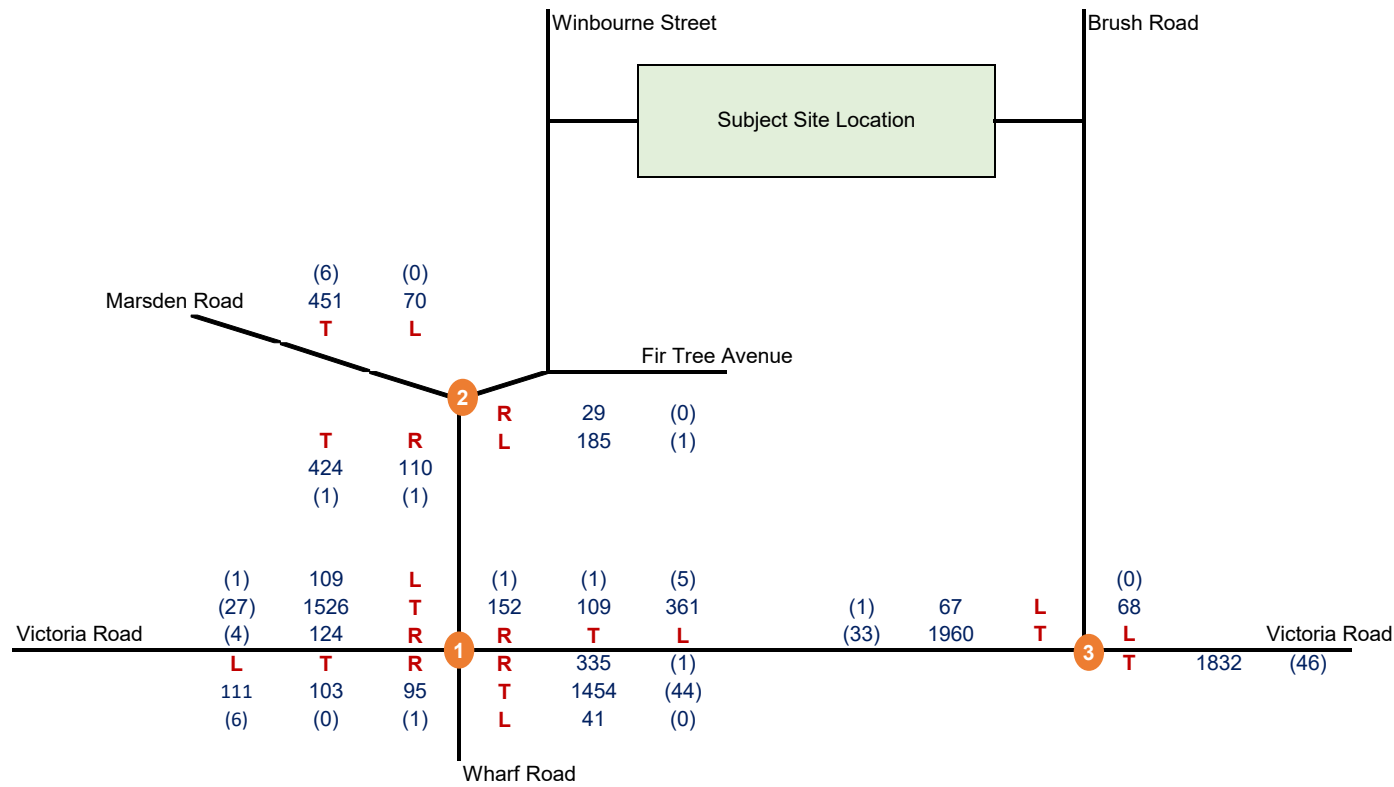 Winbourne Street
Brush Road
Subject Site Location
(6) (0)
Marsden Road 451 70
T L
Fir Tree Avenue
2
R 29 (0)
T R L 185 (1)
424 110
(1) (1)
(1) 109 L (1) (1) (5) (0)
(27) 1526 T 152 109 361 (1) 67 L 68
Victoria Road (4) 124 R R T L (33) 1960 T L Victoria Road
1 3
L T R R 335 (1) T 1832 (46)
111 103 95 T 1454 (44)
(6) (0) (1) L 41 (0)
Wharf Road